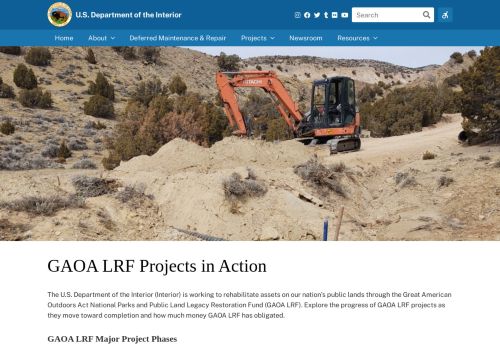 U.S. Department of the Interior
Search
Home About Deferred Maintenance & Repair Projects Newsroom Resources
HITACHI
GAOA LRF Projects in Action
The U.S. Department of the Interior (Interior) is working to rehabilitate assets on our nation's public lands through the Great American
Outdoors Act National Parks and Public Land Legacy Restoration Fund (GAOA LRF). Explore the progress of GAOA LRF projects as
they move toward completion and how much money GAOA LRF has obligated.
GAOA LRF Major Project Phases